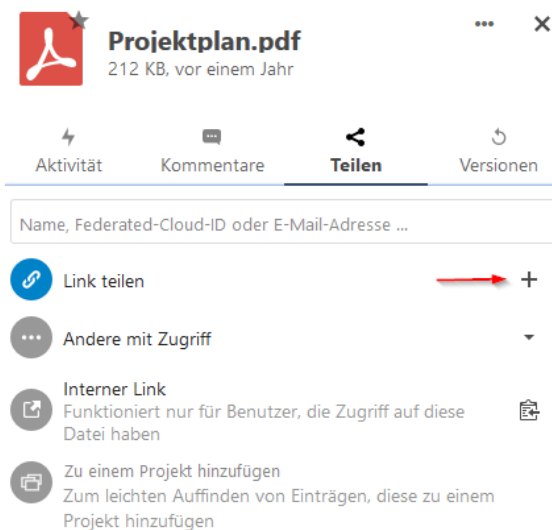 Projektplan.pdf
212 KB, vor einem Jahr
Aktivität Kommentare Teilen Versionen
Name, Federated-Cloud-ID oder E-Mail-Adresse ...
Link teilen
Andere mit Zugriff
Interner Link
Funktioniert nur für Benutzer, die Zugriff auf diese
Datei haben
Zu einem Projekt hinzufügen
Zum leichten Auffinden von Einträgen, diese zu einem
Projekt hinzufügen